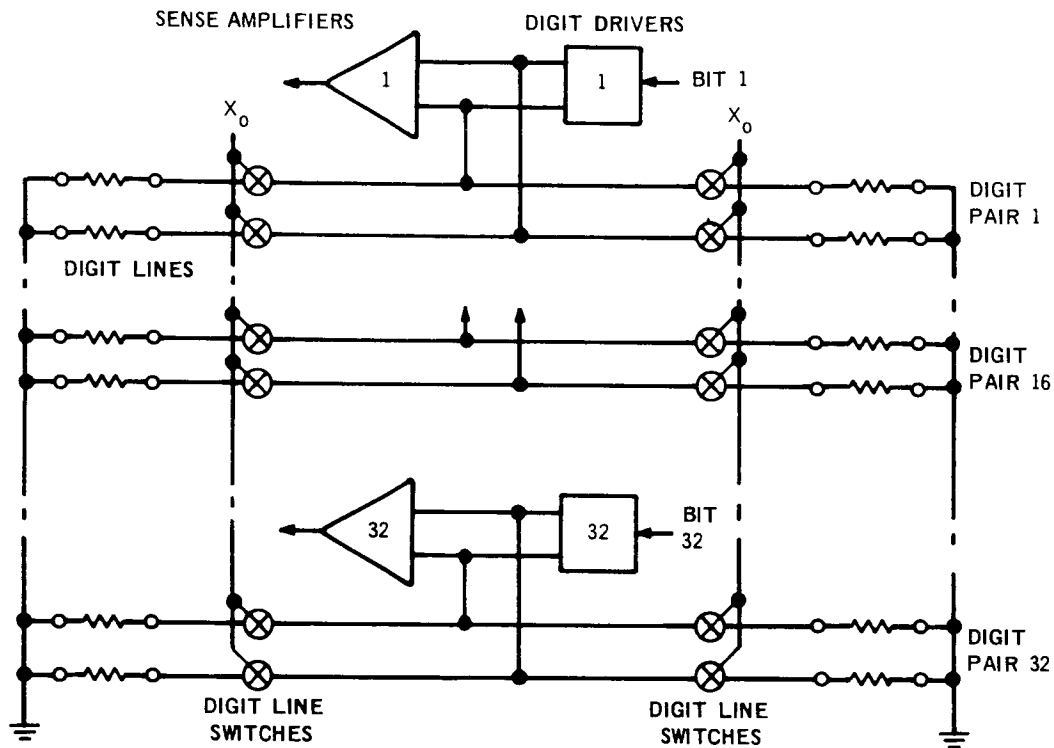 SENSE AMPLIFIERS
DIGIT DRIVERS
1
1
BIT 1
X₀
X₀
DIGIT
PAIR 1
DIGIT LINES
DIGIT
PAIR 16
32
32
BIT
32
DIGIT
PAIR 32
DIGIT LINE
SWITCHES
DIGIT LINE
SWITCHES